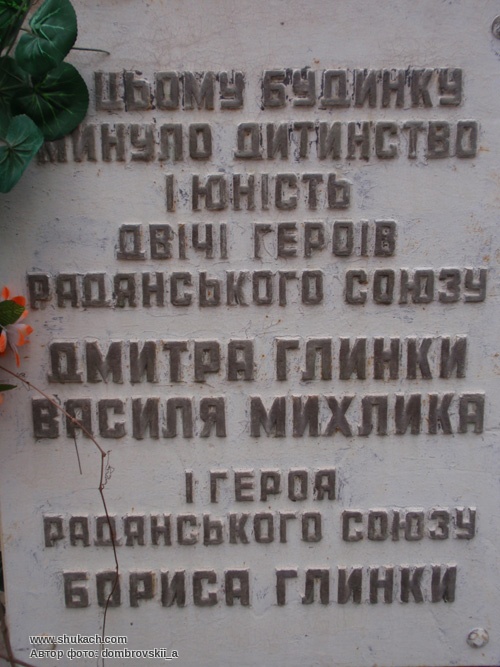 ЦЬОМУ БУДИНКУ
МИНУЛО ДИТИНСТВО
І ЮНІСТЬ
ДВІЧІ ГЕРОЇВ
РАДЯНСЬКОГО СОЮЗУ
ДМИТРА ГЛИНКИ
ВАСИЛЯ МИХЛИКА
І ГЕРОЯ
РАДЯНСЬКОГО СОЮЗУ
БОРИСА ГЛИНКИ
www.shukach.com
Автор фото: dombrovskii_a